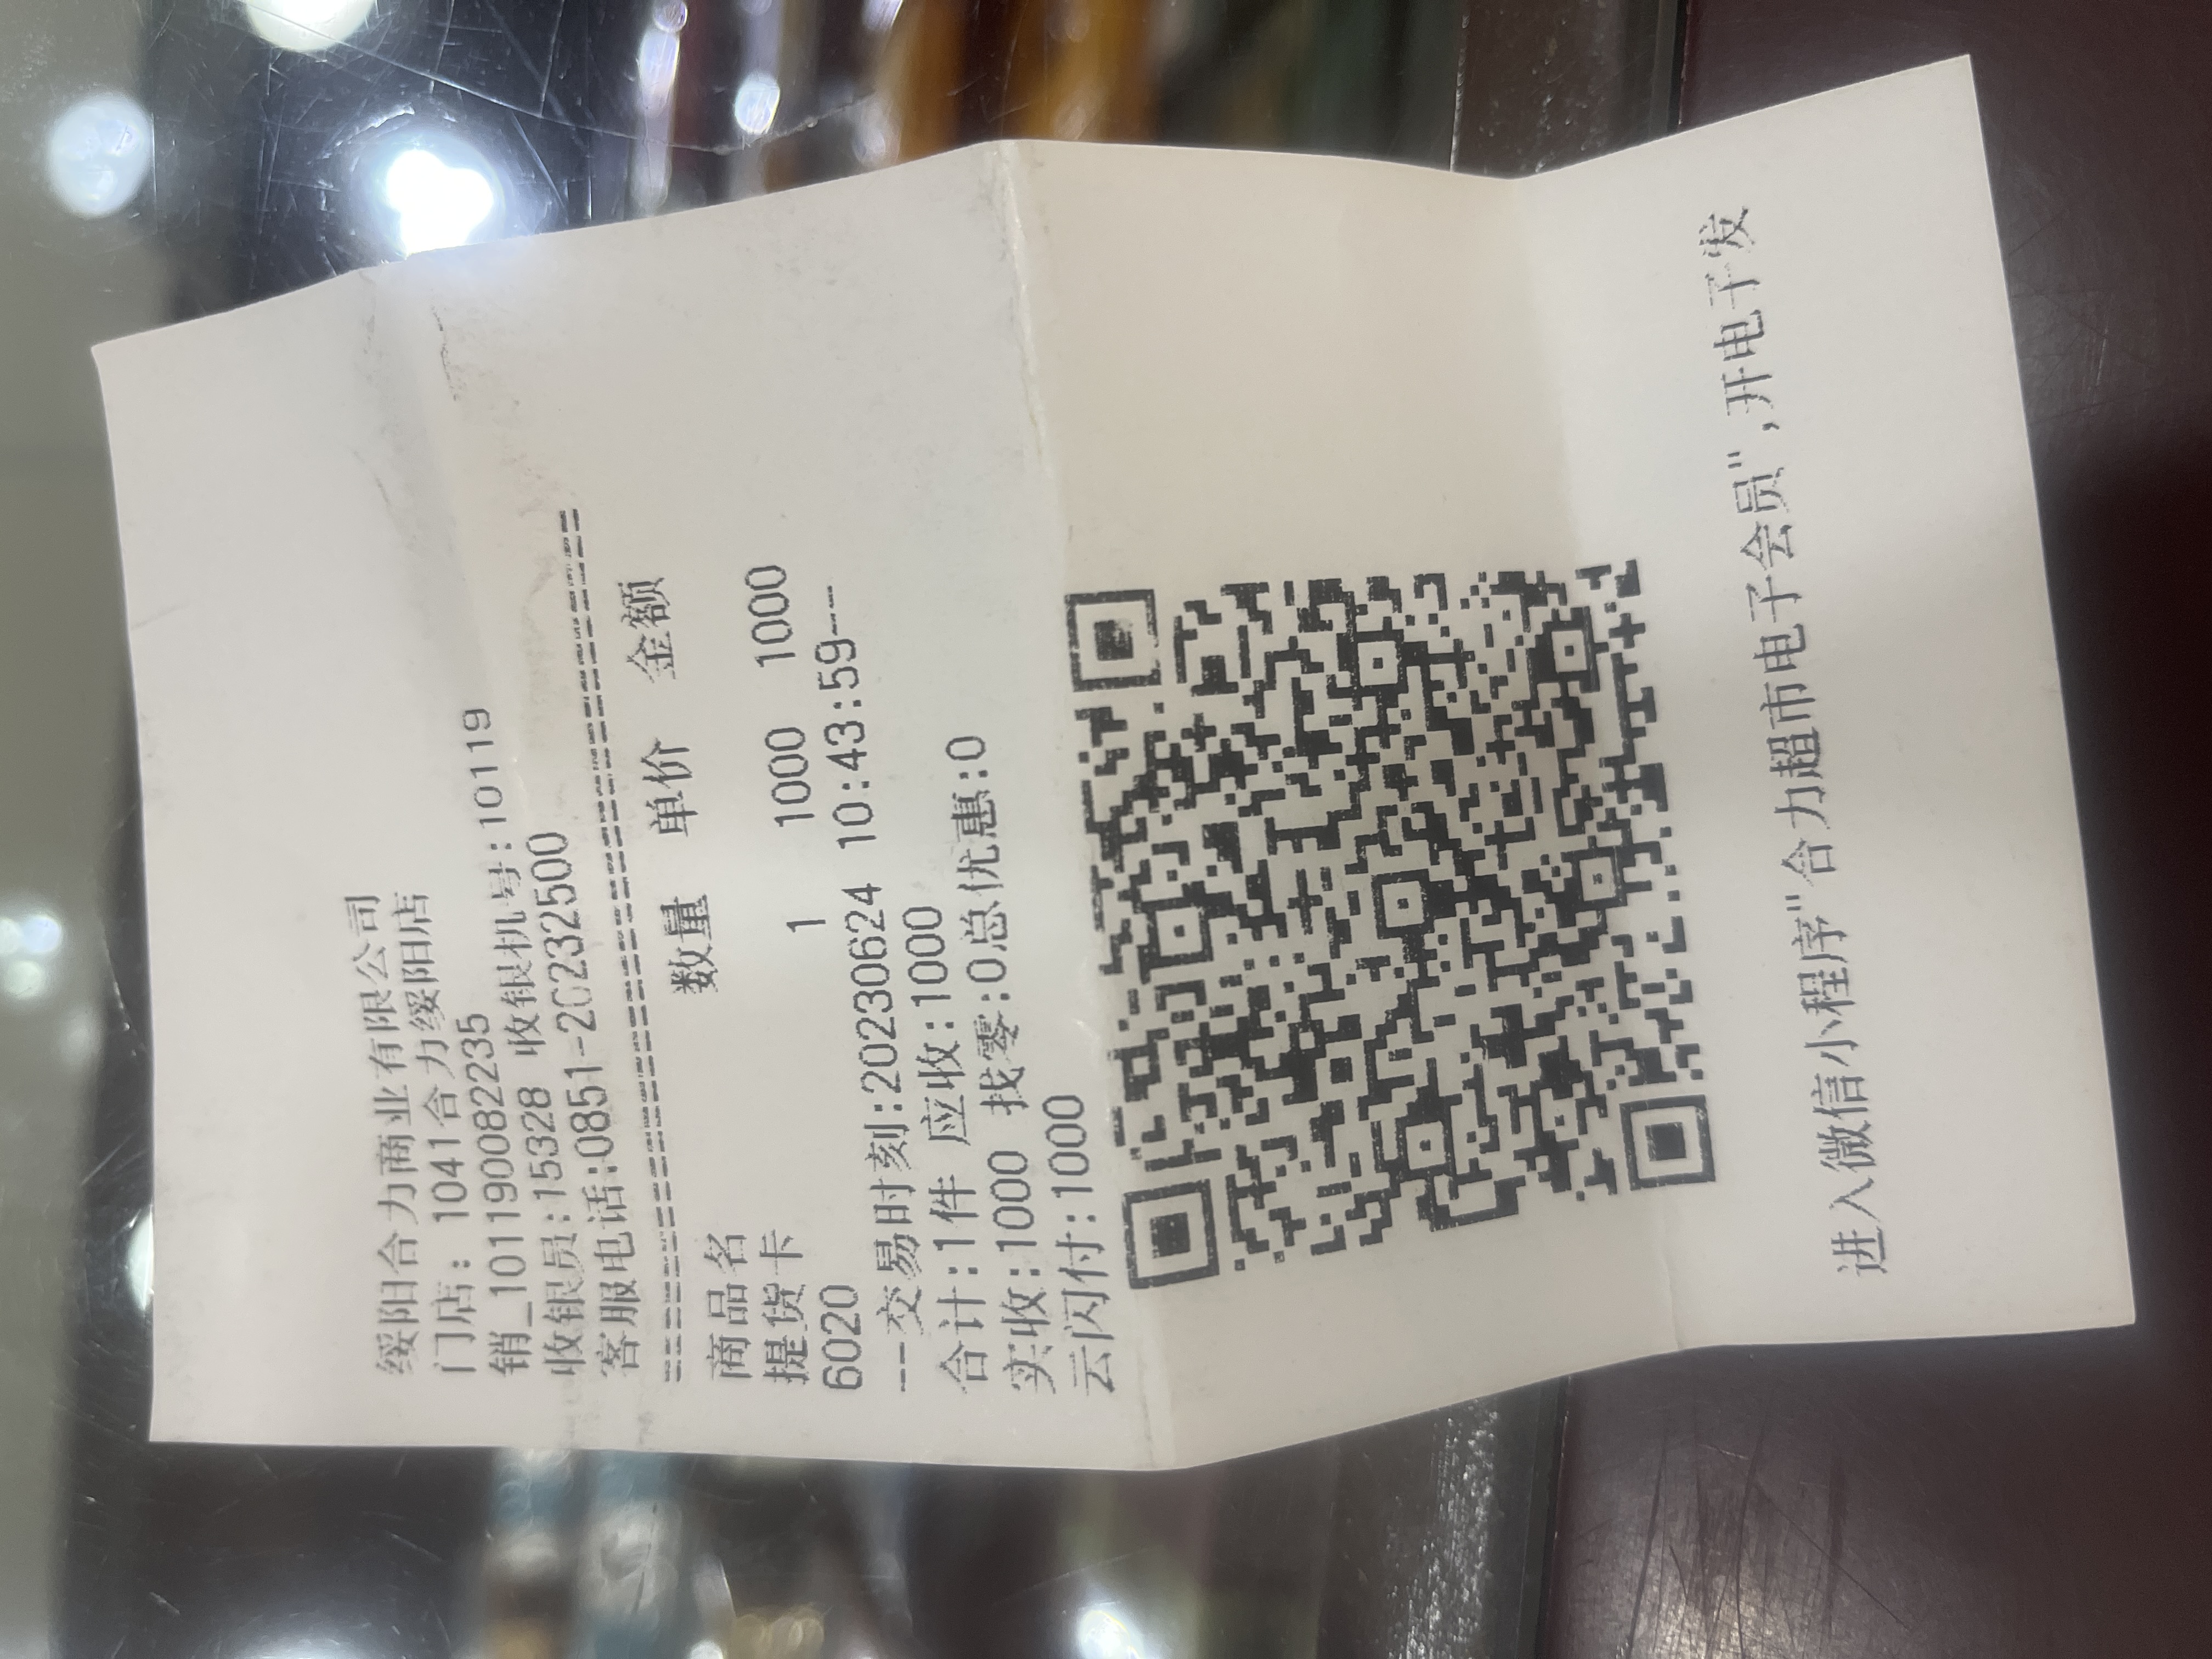 绥阳合力商业有限公司
门店: 1041合力绥阳店
销_1011900822235
收银员:15328 收银机号:10119
客服电话:0851-26232500
==============================
商品名 数量 单价 金额
提货卡
6020 1 1000 1000
--交易时刻:20230624 10:43:59--
合计:1件 应收:1000
实收:1000 找零:0总优惠:0
云闪付:1000
进入微信小程序"合力超市电子会员",开电子发